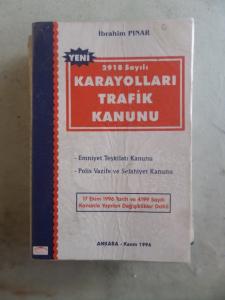 İbrahim PINAR
YENİ
2918 Sayılı
KARAYOLLARI
TRAFİK
KANUNU
- Emniyet Teşkilatı Kanunu
- Polis Vazife ve Selahiyet Kanunu
17 Ekim 1996 Tarih ve 4199 Sayılı
Kanunla Yapılan Değişiklikler Dahil
ANKARA - Kasım 1996